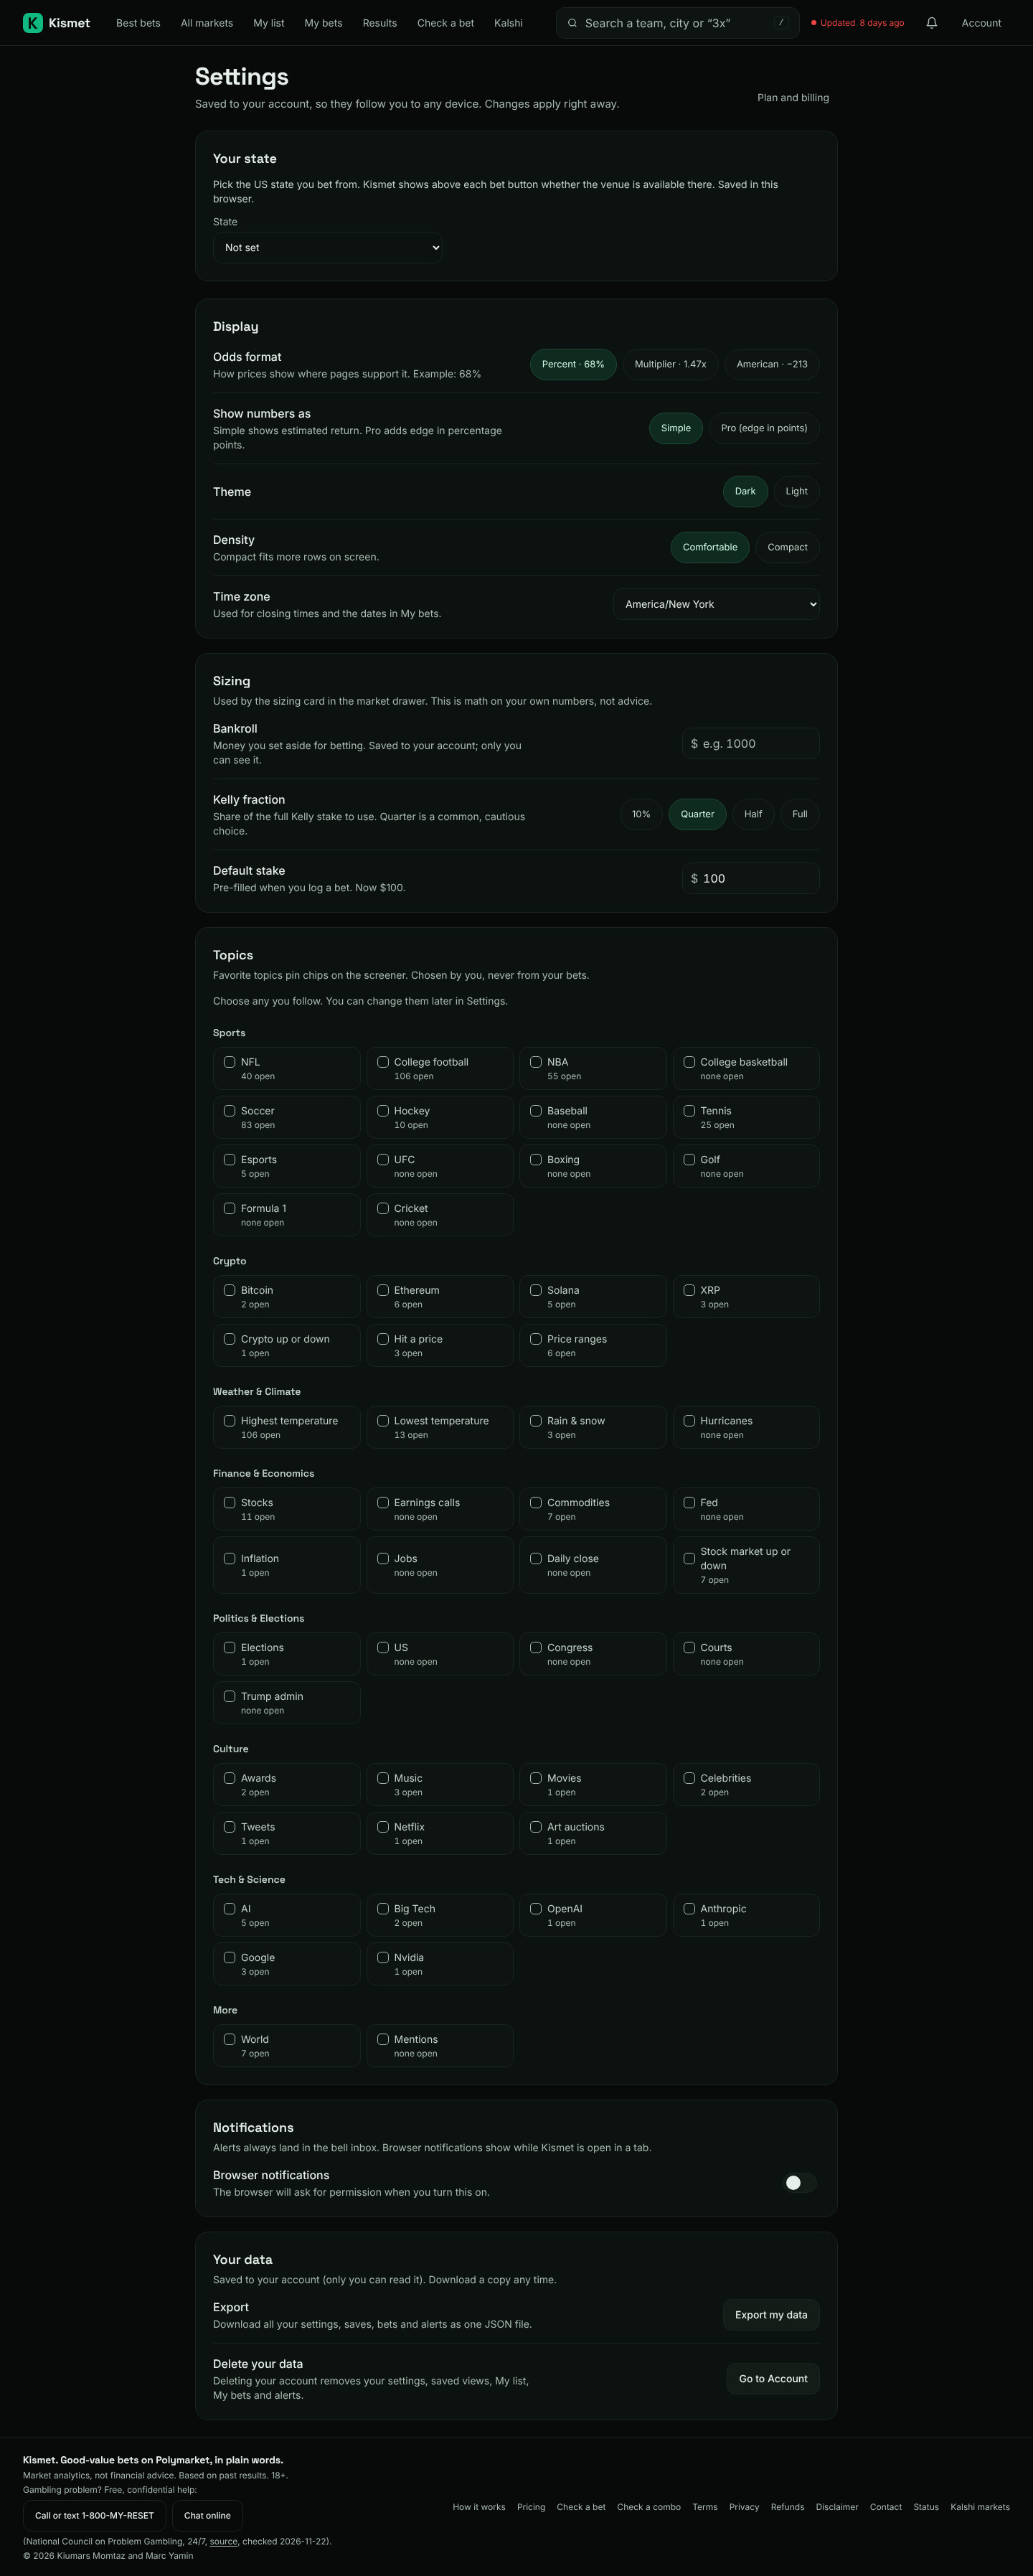 K Kismet
Best bets All markets My list My bets Results Check a bet Kalshi
Search a team, city or “3x” /
Updated 8 days ago
Account
Settings
Saved to your account, so they follow you to any device. Changes apply right away.
Plan and billing
Your state
Pick the US state you bet from. Kismet shows above each bet button whether the venue is available there. Saved in this
browser.
State
Not set
Display
Odds format
How prices show where pages support it. Example: 68%
Percent · 68% Multiplier · 1.47x American · −213
Show numbers as
Simple shows estimated return. Pro adds edge in percentage
points.
Simple Pro (edge in points)
Theme
Dark Light
Density
Compact fits more rows on screen.
Comfortable Compact
Time zone
Used for closing times and the dates in My bets.
America/New York
Sizing
Used by the sizing card in the market drawer. This is math on your own numbers, not advice.
Bankroll
Money you set aside for betting. Saved to your account; only you
can see it.
$ e.g. 1000
Kelly fraction
Share of the full Kelly stake to use. Quarter is a common, cautious
choice.
10% Quarter Half Full
Default stake
Pre-filled when you log a bet. Now $100.
$ 100
Topics
Favorite topics pin chips on the screener. Chosen by you, never from your bets.
Choose any you follow. You can change them later in Settings.
Sports
NFL College football NBA College basketball
40 open 106 open 55 open none open
Soccer Hockey Baseball Tennis
83 open 10 open none open 25 open
Esports UFC Boxing Golf
5 open none open none open none open
Formula 1 Cricket
none open none open
Crypto
Bitcoin Ethereum Solana XRP
2 open 6 open 5 open 3 open
Crypto up or down Hit a price Price ranges
1 open 3 open 6 open
Weather & Climate
Highest temperature Lowest temperature Rain & snow Hurricanes
106 open 13 open 3 open none open
Finance & Economics
Stocks Earnings calls Commodities Fed
11 open none open 7 open none open
Inflation Jobs Daily close Stock market up or
down
1 open none open none open 7 open
Politics & Elections
Elections US Congress Courts
1 open none open none open none open
Trump admin
none open
Culture
Awards Music Movies Celebrities
2 open 3 open 1 open 2 open
Tweets Netflix Art auctions
1 open 1 open 1 open
Tech & Science
AI Big Tech OpenAI Anthropic
5 open 2 open 1 open 1 open
Google Nvidia
3 open 1 open
More
World Mentions
7 open none open
Notifications
Alerts always land in the bell inbox. Browser notifications show while Kismet is open in a tab.
Browser notifications
The browser will ask for permission when you turn this on.
Your data
Saved to your account (only you can read it). Download a copy any time.
Export
Download all your settings, saves, bets and alerts as one JSON file.
Export my data
Delete your data
Deleting your account removes your settings, saved views, My list,
My bets and alerts.
Go to Account
Kismet. Good-value bets on Polymarket, in plain words.
Market analytics, not financial advice. Based on past results. 18+.
Gambling problem? Free, confidential help:
Call or text 1-800-MY-RESET Chat online
(National Council on Problem Gambling, 24/7, source, checked 2026-11-22).
© 2026 Kiumars Momtaz and Marc Yamin
How it works Pricing Check a bet Check a combo Terms Privacy Refunds Disclaimer Contact Status Kalshi markets